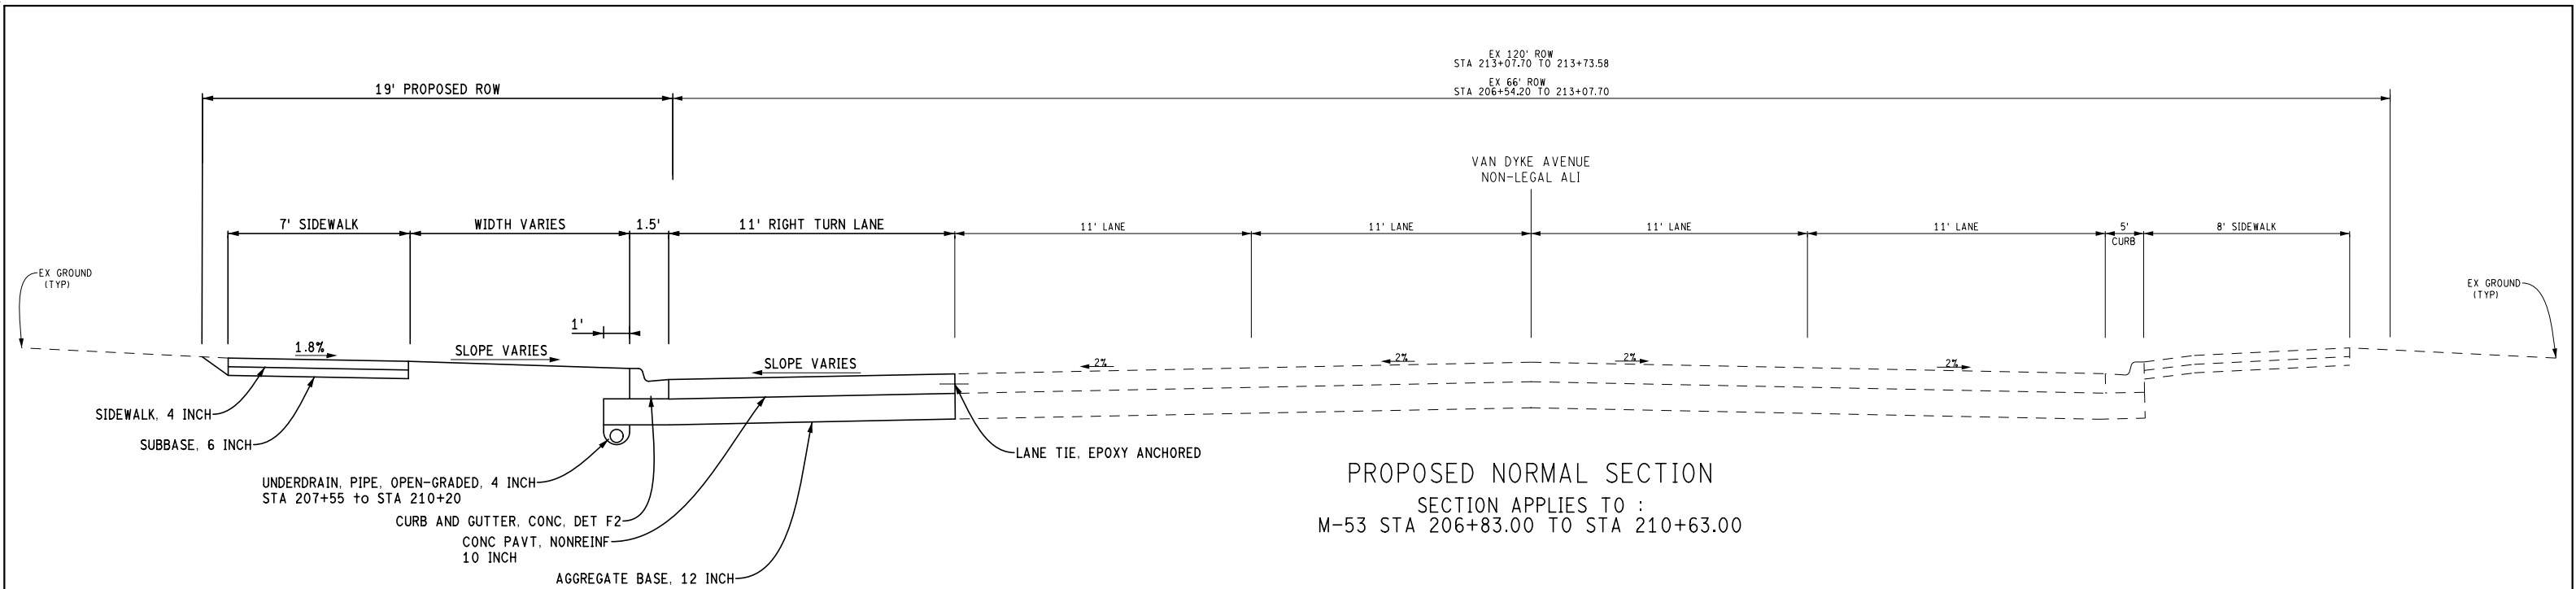 EX 120' ROW
STA 213+07.70 TO 213+73.58
EX 66' ROW
STA 206+54.20 TO 213+07.70
19' PROPOSED ROW
VAN DYKE AVENUE
NON-LEGAL ALI
7' SIDEWALK
WIDTH VARIES
1.5'
11' RIGHT TURN LANE
11' LANE
11' LANE
11' LANE
11' LANE
5'
CURB
8' SIDEWALK
EX GROUND
(TYP)
EX GROUND
(TYP)
1'
1.8%
SLOPE VARIES
SLOPE VARIES
2%
2%
2%
2%
SIDEWALK, 4 INCH
SUBBASE, 6 INCH
LANE TIE, EPOXY ANCHORED
UNDERDRAIN, PIPE, OPEN-GRADED, 4 INCH
STA 207+55 to STA 210+20
CURB AND GUTTER, CONC, DET F2
CONC PAVT, NONREINF
10 INCH
AGGREGATE BASE, 12 INCH
PROPOSED NORMAL SECTION
SECTION APPLIES TO :
M-53 STA 206+83.00 TO STA 210+63.00